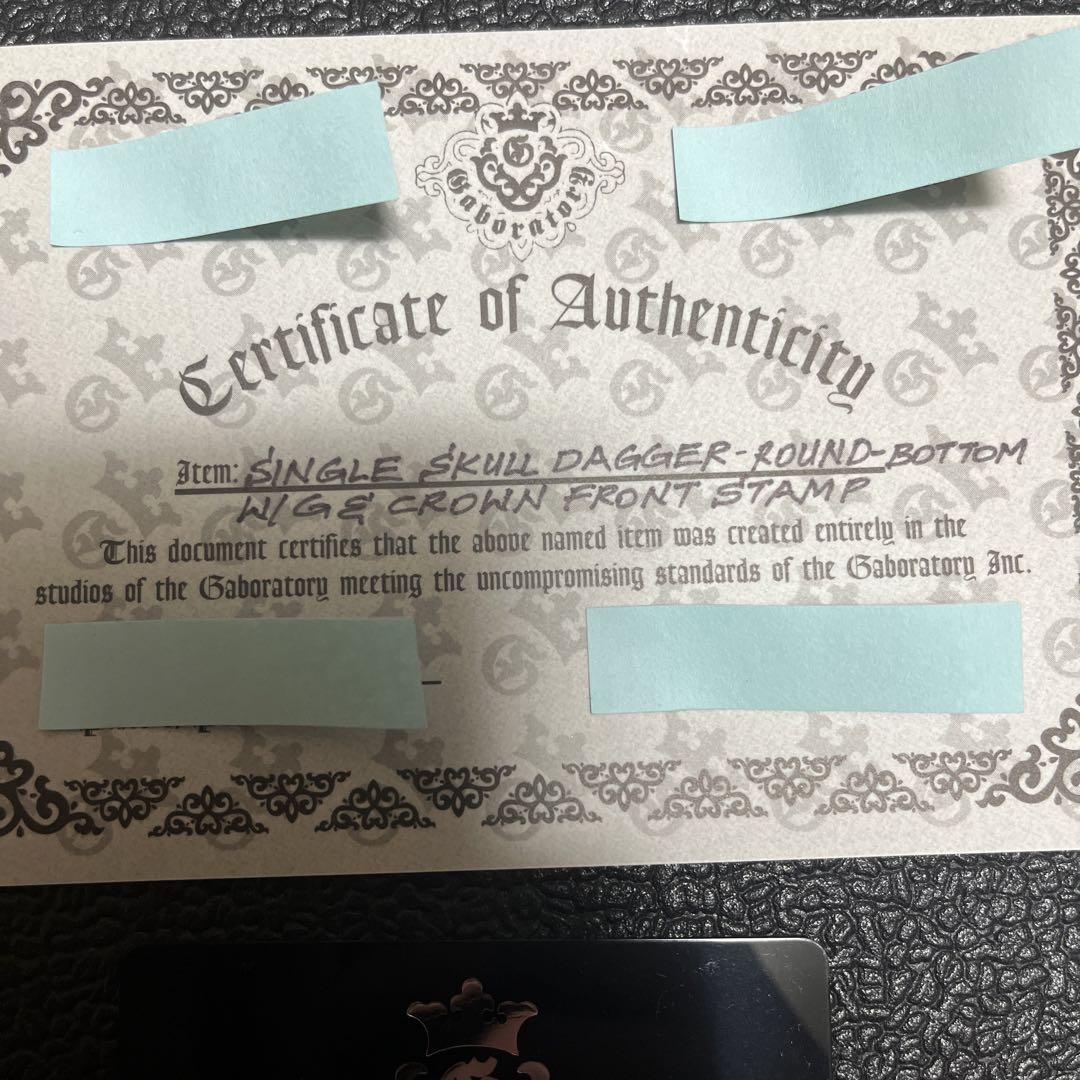 G
Gaboratory
Certificate of Authenticity
Item: SINGLE SKULL DAGGER-ROUND-BOTTOM
W/G & CROWN FRONT STAMP
This document certifies that the above named item was created entirely in the
studios of the Gaboratory meeting the uncompromising standards of the Gaboratory Inc.